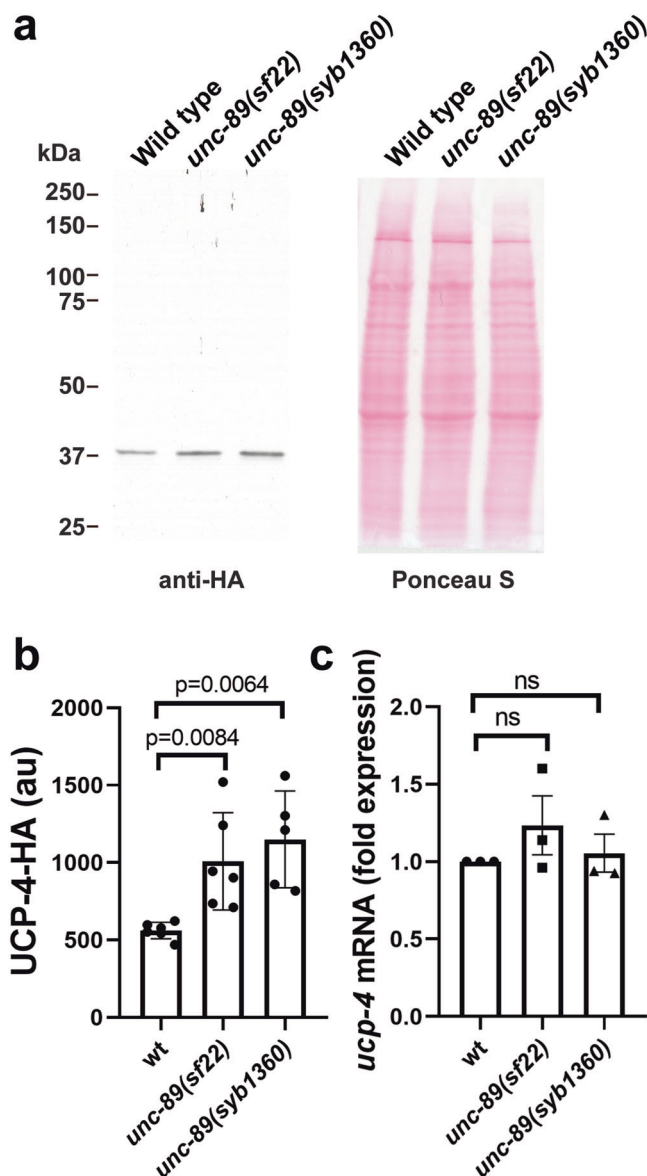 a
Wild type
unc-89(sf22)
unc-89(syb1360)
Wild type
unc-89(sf22)
unc-89(syb1360)
kDa
250
150
100
75
50
37
25
anti-HA
Ponceau S
b
p=0.0064
p=0.0084
UCP-4-HA (au)
2000
1500
1000
500
0
wt
unc-89(sf22)
unc-89(syb1360)
c
ns
ns
ucp-4 mRNA (fold expression)
2.0
1.5
1.0
0.5
0.0
wt
unc-89(sf22)
unc-89(syb1360)